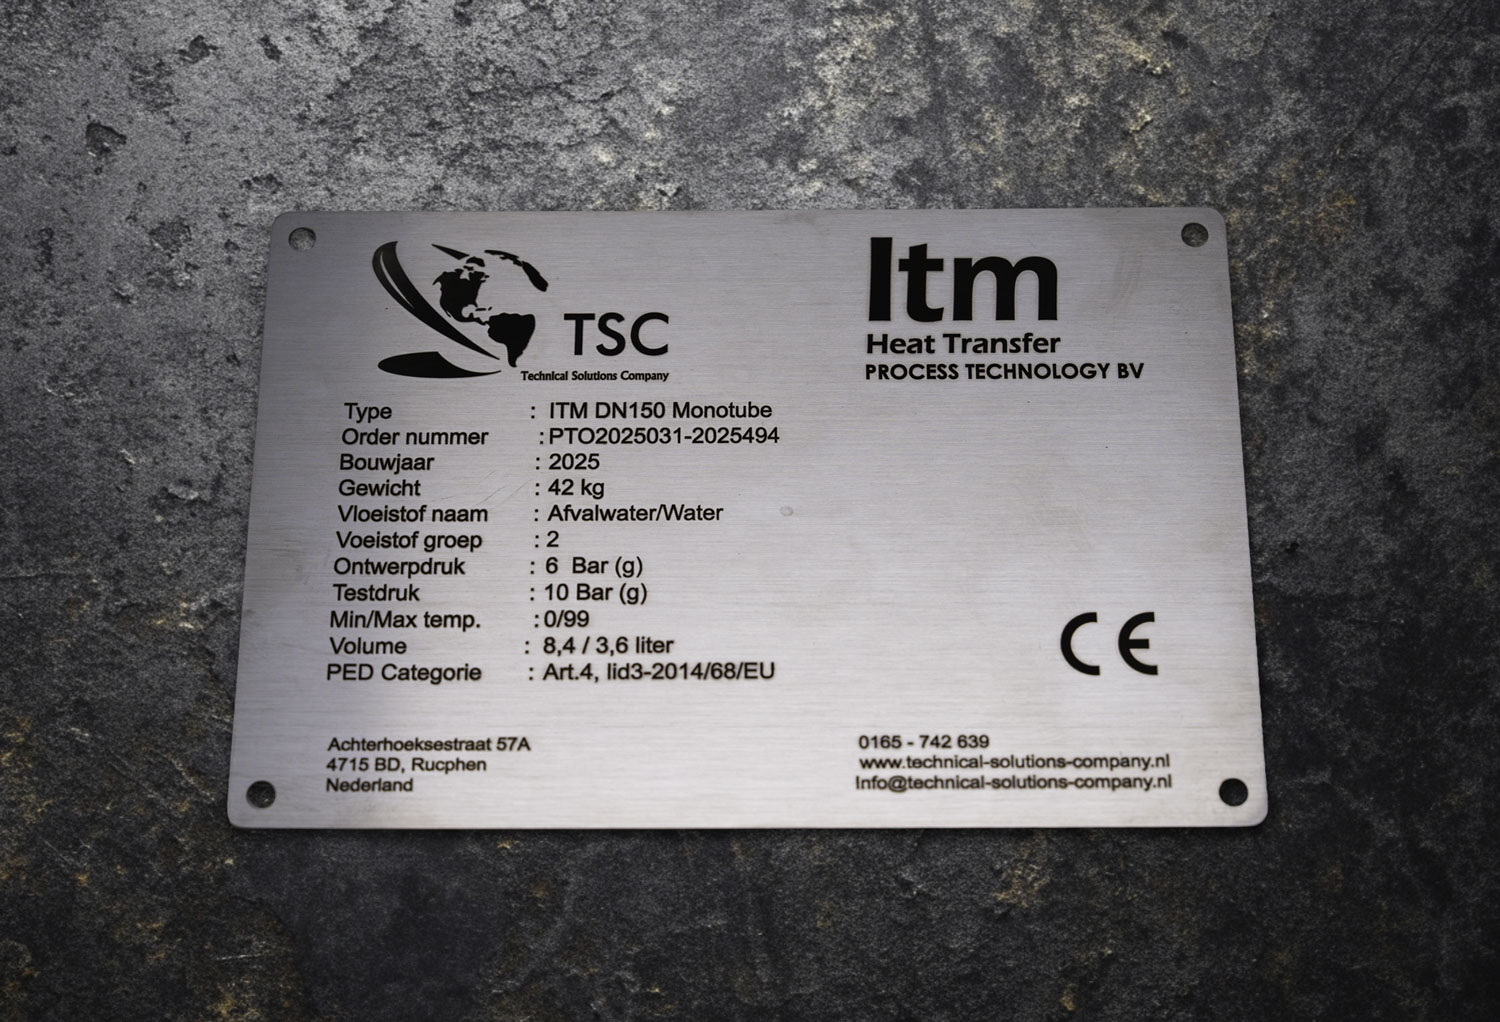 TSC
Technical Solutions Company
Itm
Heat Transfer
PROCESS TECHNOLOGY BV
Type : ITM DN150 Monotube
Order nummer : PTO2025031-2025494
Bouwjaar : 2025
Gewicht : 42 kg
Vloeistof naam : Afvalwater/Water
Voeistof groep : 2
Ontwerpdruk : 6 Bar (g)
Testdruk : 10 Bar (g)
Min/Max temp. : 0/99
Volume : 8,4 / 3,6 liter
PED Categorie : Art.4, lid3-2014/68/EU
CE
Achterhoeksestraat 57A
4715 BD, Rucphen
Nederland
0165 - 742 639
www.technical-solutions-company.nl
Info@technical-solutions-company.nl